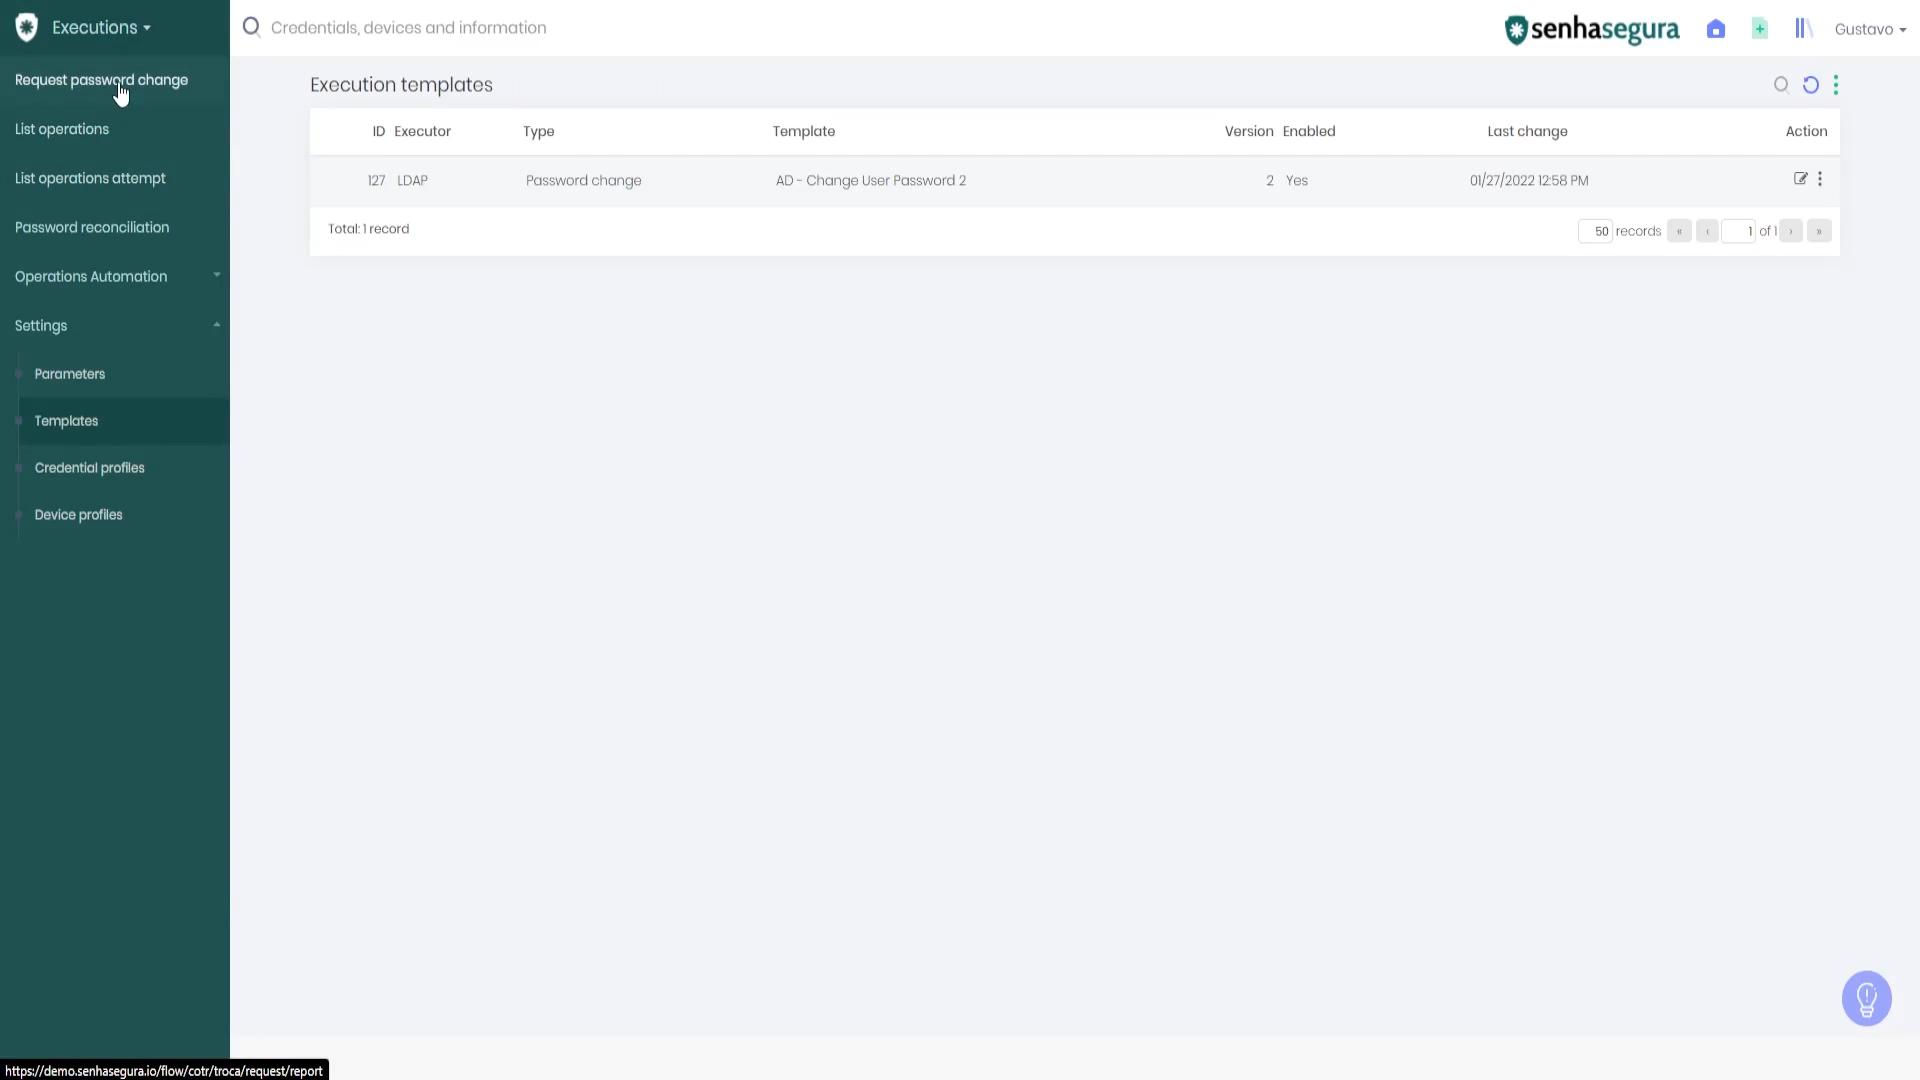 Executions
Credentials, devices and information
senhasegura
Gustavo
Request password change
List operations
List operations attempt
Password reconciliation
Operations Automation
Settings
Parameters
Templates
Credential profiles
Device profiles
Execution templates
ID Executor Type Template Version Enabled Last change Action
127 LDAP Password change AD - Change User Password 2 2 Yes 01/27/2022 12:58 PM
Total: 1 record
50 records « ‹ 1 of 1 › »
https://demo.senhasegura.io/flow/cotr/troca/request/report